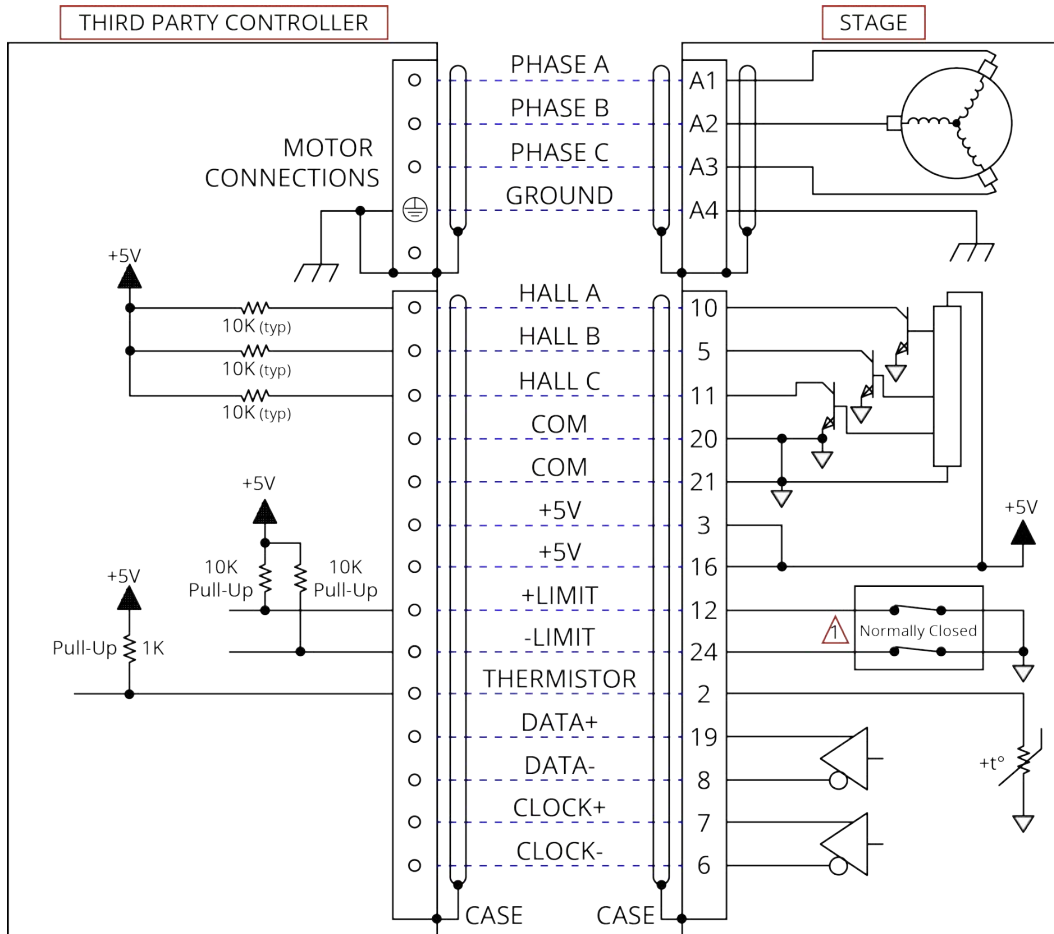 THIRD PARTY CONTROLLER
STAGE
PHASE A
A1
PHASE B
A2
MOTOR
CONNECTIONS
PHASE C
A3
GROUND
A4
+5V
10K (typ)
10K (typ)
10K (typ)
HALL A
10
HALL B
5
HALL C
11
COM
20
COM
21
+5V
3
+5V
16
+5V
+5V
10K
Pull-Up
10K
Pull-Up
+5V
Pull-Up
1K
+LIMIT
12
-LIMIT
24
1
Normally Closed
THERMISTOR
2
DATA+
19
DATA-
8
+t°
CLOCK+
7
CLOCK-
6
CASE
CASE